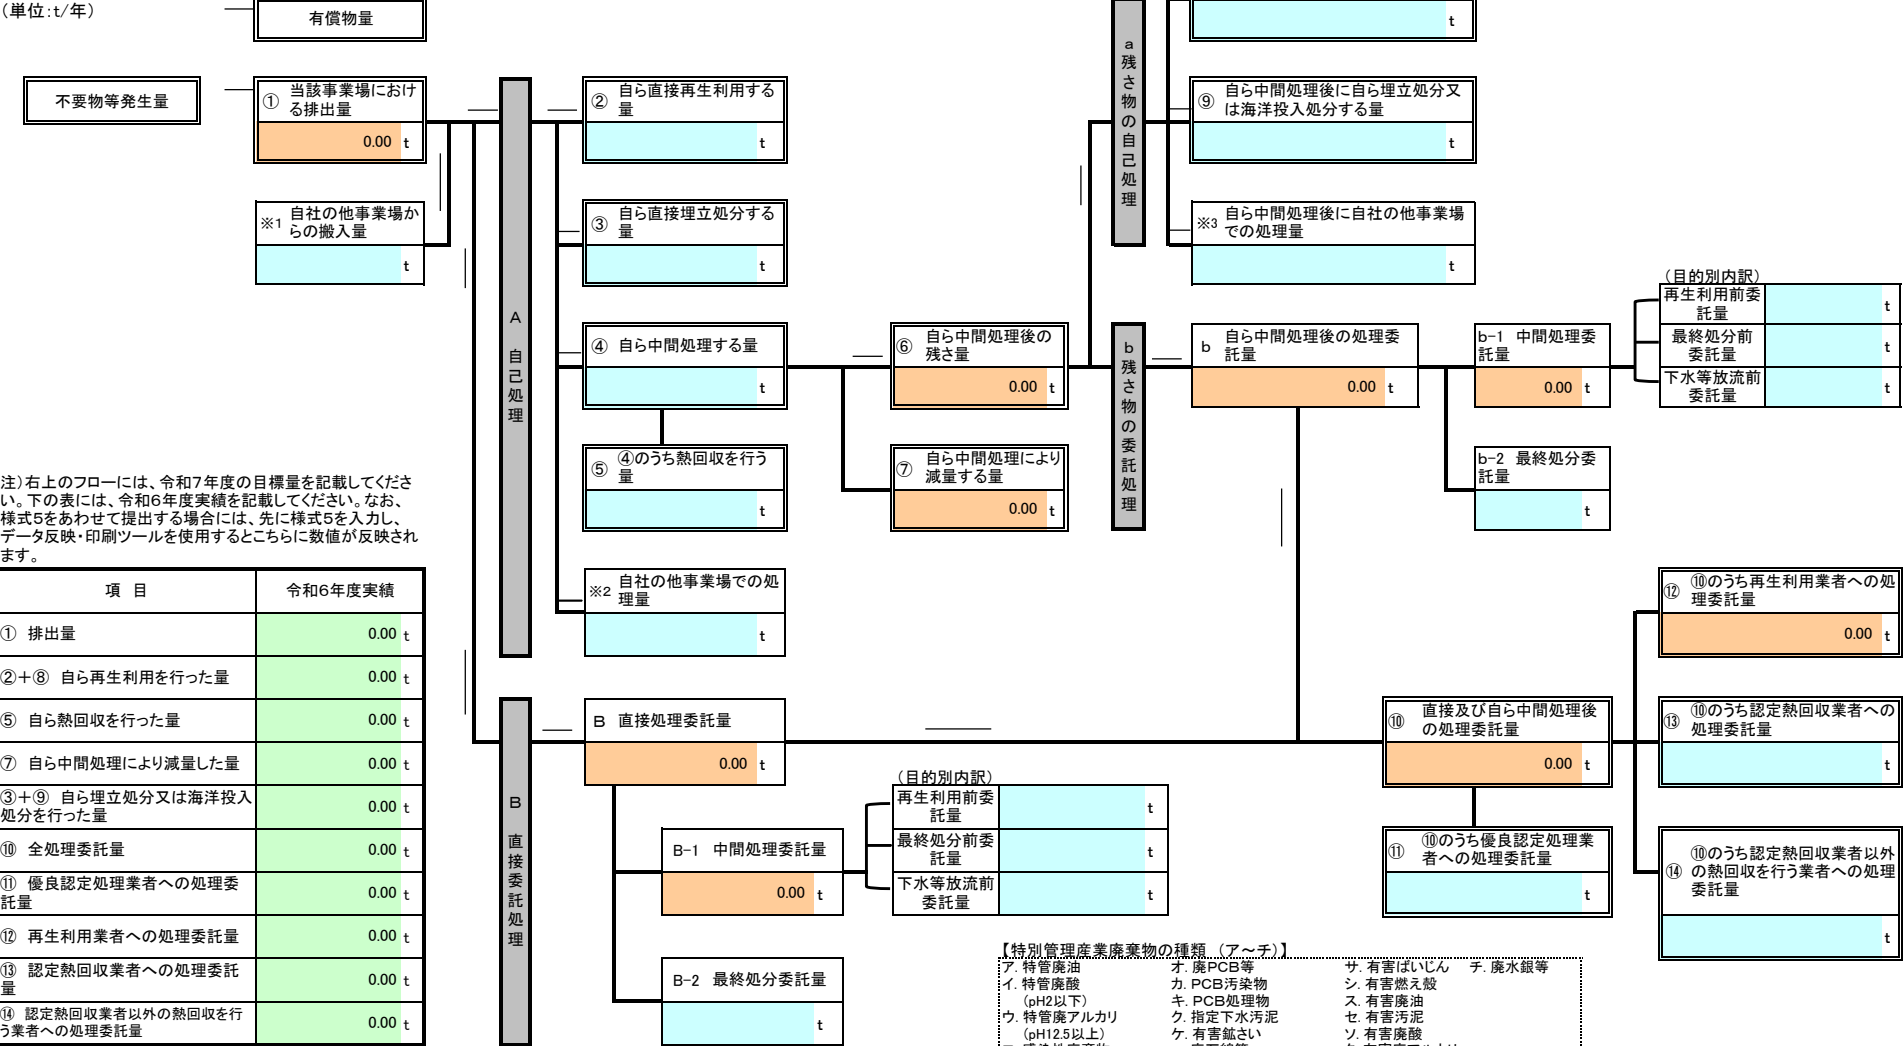 （単位:t/年）
有償物量
t
不要物等発生量
① 当該事業場におけ
る排出量
0.00 t
※1 自社の他事業場か
らの搬入量
t
A 自己処理
② 自ら直接再生利用する
量
t
③ 自ら直接埋立処分する
量
t
④ 自ら中間処理する量
t
⑤ ④のうち熱回収を行う
量
t
※2 自社の他事業場での処
理量
t
⑥ 自ら中間処理後の
残さ量
0.00 t
⑦ 自ら中間処理により
減量する量
0.00 t
a 残さ物の自己処理
⑨ 自ら中間処理後に自ら埋立処分又
は海洋投入処分する量
t
※3 自ら中間処理後に自社の他事業場
での処理量
t
b 残さ物の委託処理
b 自ら中間処理後の処理委
託量
0.00 t
b-1 中間処理委
託量
0.00 t
b-2 最終処分委
託量
t
（目的別内訳）
再生利用前委
託量
t
最終処分前
委託量
t
下水等放流前
委託量
t
注）右上のフローには、令和７年度の目標量を記載してくださ
い。下の表には、令和６年度実績を記載してください。なお、
様式５をあわせて提出する場合には、先に様式５を入力し、
データ反映・印刷ツールを使用するとこちらに数値が反映され
ます。
項 目 令和６年度実績
① 排出量 0.00 t
②＋⑧ 自ら再生利用を行った量 0.00 t
⑤ 自ら熱回収を行った量 0.00 t
⑦ 自ら中間処理により減量した量 0.00 t
③＋⑨ 自ら埋立処分又は海洋投入
処分を行った量 0.00 t
⑩ 全処理委託量 0.00 t
⑪ 優良認定処理業者への処理委
託量 0.00 t
⑫ 再生利用業者への処理委託量 0.00 t
⑬ 認定熱回収業者への処理委託
量 0.00 t
⑭ 認定熱回収業者以外の熱回収を行
う業者への処理委託量 0.00 t
B 直接委託処理
B 直接処理委託量
0.00 t
B-1 中間処理委託量
0.00 t
B-2 最終処分委託量
t
（目的別内訳）
再生利用前委
託量
t
最終処分前委
託量
t
下水等放流前
委託量
t
⑩ 直接及び自ら中間処理後
の処理委託量
0.00 t
⑪ ⑩のうち優良認定処理業
者への処理委託量
t
⑫ ⑩のうち再生利用業者への処
理委託量
0.00 t
⑬ ⑩のうち認定熱回収業者への
処理委託量
t
⑭ ⑩のうち認定熱回収業者以外
の熱回収を行う業者への処理
委託量
t
【特別管理産業廃棄物の種類 （ア～チ）】
ア. 特管廃油 オ. 廃PCB等 サ. 有害ばいじん チ. 廃水銀等
イ. 特管廃酸 カ. PCB汚染物 シ. 有害燃え殻
（pH2以下） キ. PCB処理物 ス. 有害廃油
ウ. 特管廃アルカリ ク. 指定下水汚泥 セ. 有害汚泥
（pH12.5以上） ケ. 有害鉱さい ソ. 有害廃酸